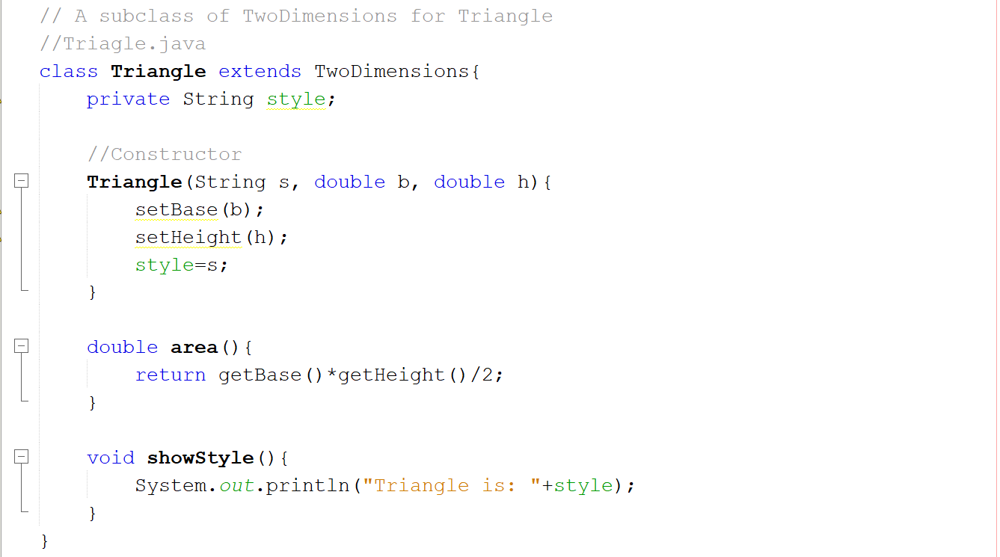 // A subclass of TwoDimensions for Triangle
//Triagle.java
class Triangle extends TwoDimensions{
private String style;
//Constructor
Triangle(String s, double b, double h){
setBase(b);
setHeight(h);
style=s;
}
double area(){
return getBase()*getHeight()/2;
}
void showStyle(){
System.out.println("Triangle is: "+style);
}
}